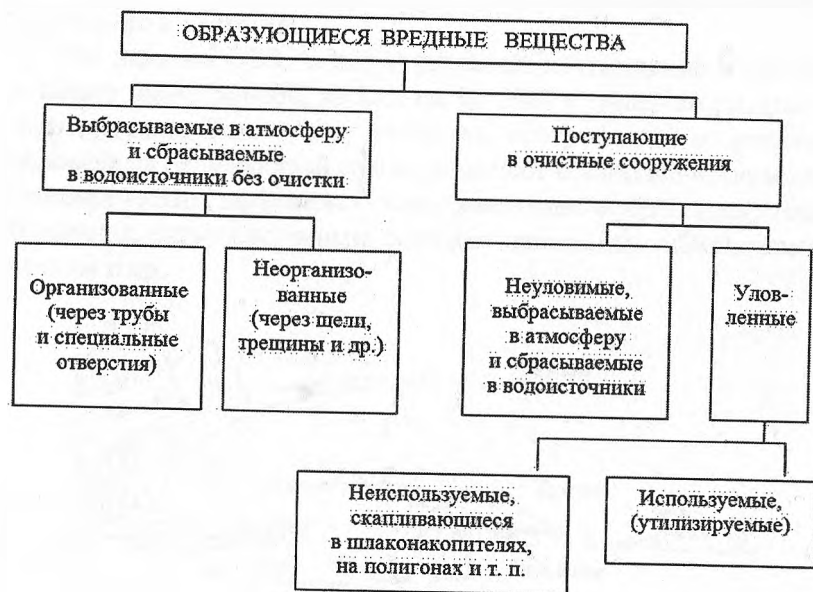 ОБРАЗУЮЩИЕСЯ ВРЕДНЫЕ ВЕЩЕСТВА
Выбрасываемые в атмосферу
и сбрасываемые
в водоисточники без очистки
Поступающие
в очистные сооружения
Организованные
(через трубы
и специальные
отверстия)
Неорганизо-
ванные
(через щели,
трещины и др.)
Неуловимые,
выбрасываемые
в атмосферу
и сбрасываемые
в водоисточники
Улов-
ленные
Неиспользуемые,
скапливающиеся
в шлаконакопителях,
на полигонах и т. п.
Используемые,
(утилизируемые)